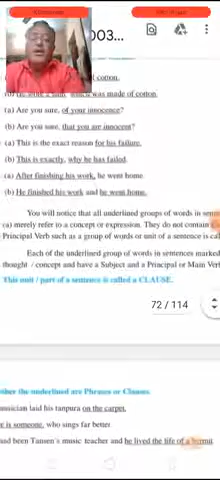 003...
cotton.
which was made of cotton.
(a) Are you sure, of your innocence?
(b) Are you sure, that you are innocent?
(a) This is the exact reason for his failure.
(b) This is exactly, why he has failed.
(a) After finishing his work, he went home.
(b) He finished his work and he went home.
You will notice that all underlined groups of words in
(a) merely refer to a concept or expression. They do not contain
Principal Verb such as a group of words or unit of a sentence is
Each of the underlined group of words in sentences marked
thought / concept and have a Subject and a Principal or Main
This unit / part of a sentence is called a CLAUSE.
72 / 114
the underlined are Phrases or Clauses.
musician laid his tanpura on the carpet.
is someone, who sings far better.
had been Tansen's music teacher and he lived the life of a hermit.